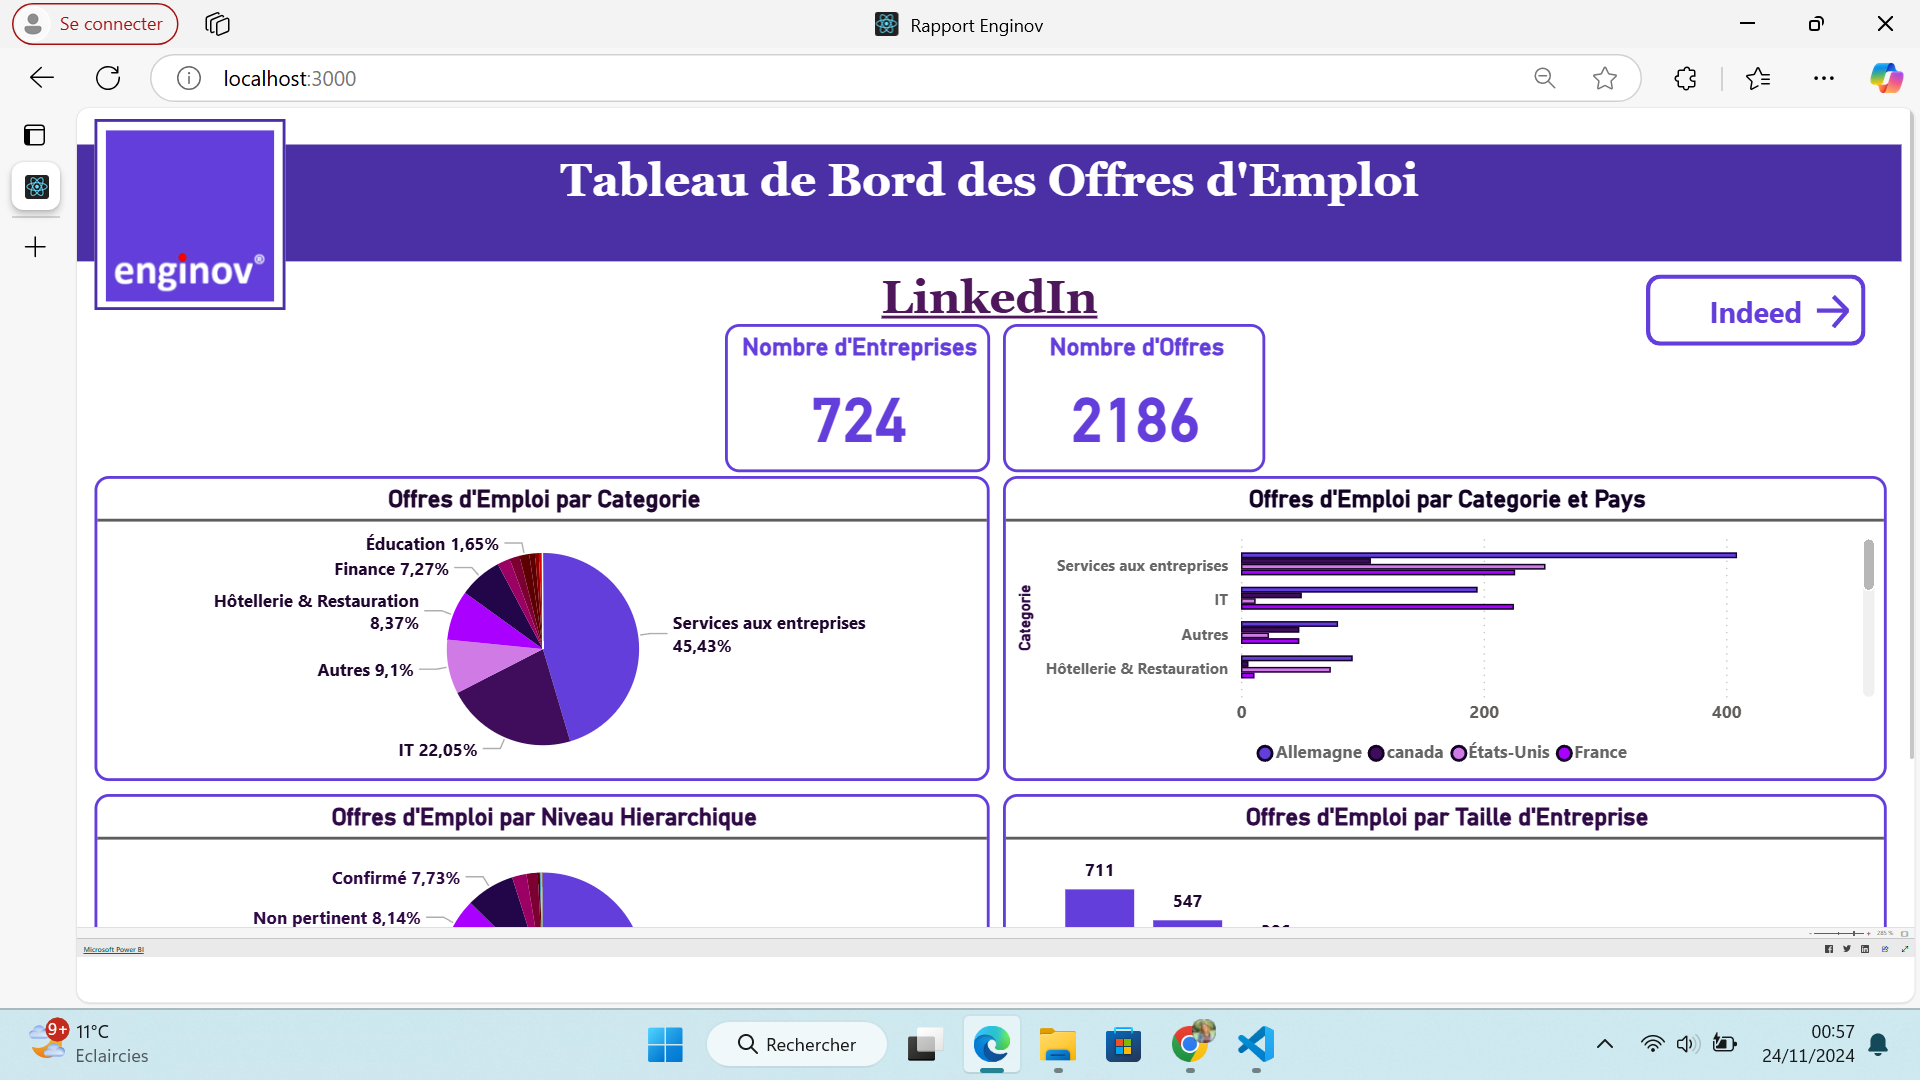 Se connecter
Rapport Enginov
localhost:3000
enginov®
Tableau de Bord des Offres d'Emploi
LinkedIn
Indeed
Nombre d'Entreprises
724
Nombre d'Offres
2186
Offres d'Emploi par Categorie
Éducation 1,65%
Finance 7,27%
Hôtellerie & Restauration
8,37%
Autres 9,1%
IT 22,05%
Services aux entreprises
45,43%
Offres d'Emploi par Categorie et Pays
Categorie
Services aux entreprises
IT
Autres
Hôtellerie & Restauration
0 200 400
Allemagne canada États-Unis France
Offres d'Emploi par Niveau Hierarchique
Confirmé 7,73%
Non pertinent 8,14%
Offres d'Emploi par Taille d'Entreprise
711
547
Microsoft Power BI
285 %
9+
11°C
Eclaircies
Rechercher
00:57
24/11/2024